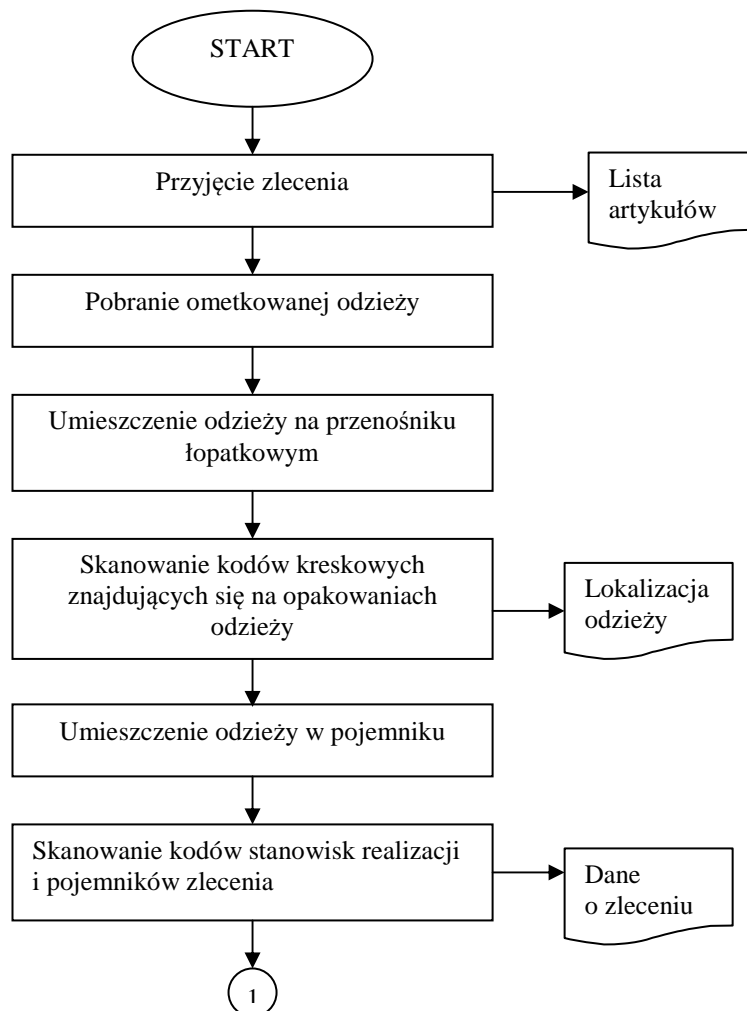 START
Przyjęcie zlecenia
Lista
artykułów
Pobranie ometkowanej odzieży
Umieszczenie odzieży na przenośniku
łopatkowym
Skanowanie kodów kreskowych
znajdujących się na opakowaniach
odzieży
Lokalizacja
odzieży
Umieszczenie odzieży w pojemniku
Skanowanie kodów stanowisk realizacji
i pojemników zlecenia
Dane
o zleceniu
1